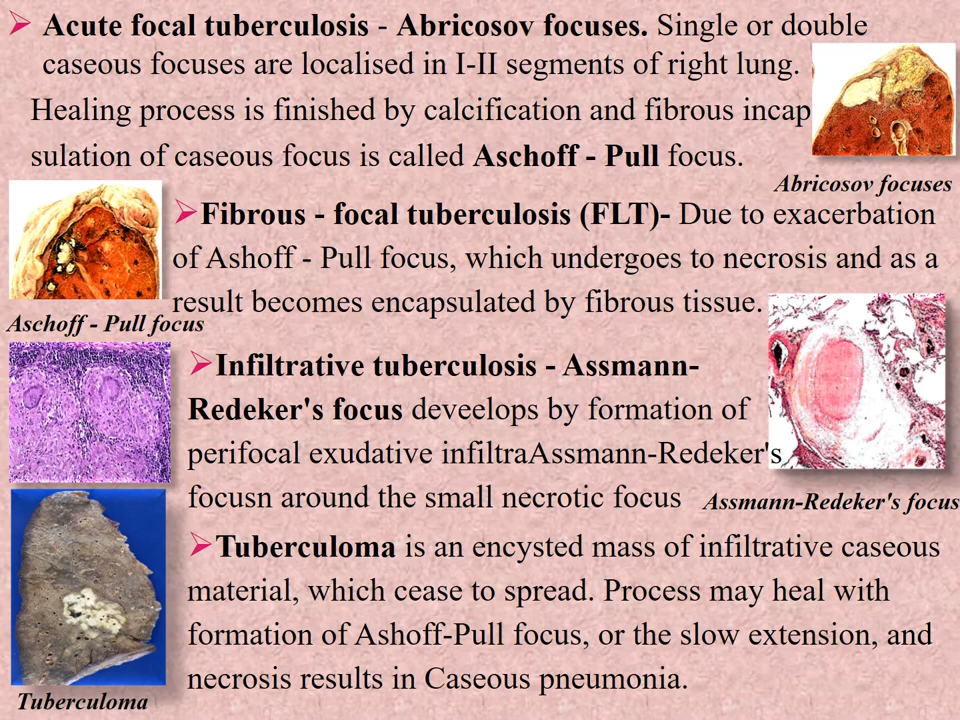 Acute focal tuberculosis - Abricosov focuses. Single or double
caseous focuses are localised in I-II segments of right lung.
Healing process is finished by calcification and fibrous incap
sulation of caseous focus is called Aschoff - Pull focus.
Abricosov focuses
Fibrous - focal tuberculosis (FLT)- Due to exacerbation
of Ashoff - Pull focus, which undergoes to necrosis and as a
result becomes encapsulated by fibrous tissue.
Aschoff - Pull focus
Infiltrative tuberculosis - Assmann-
Redeker's focus deveelops by formation of
perifocal exudative infiltraAssmann-Redeker's
focusn around the small necrotic focus
Assmann-Redeker's focus
Tuberculoma is an encysted mass of infiltrative caseous
material, which cease to spread. Process may heal with
formation of Ashoff-Pull focus, or the slow extension, and
necrosis results in Caseous pneumonia.
Tuberculoma